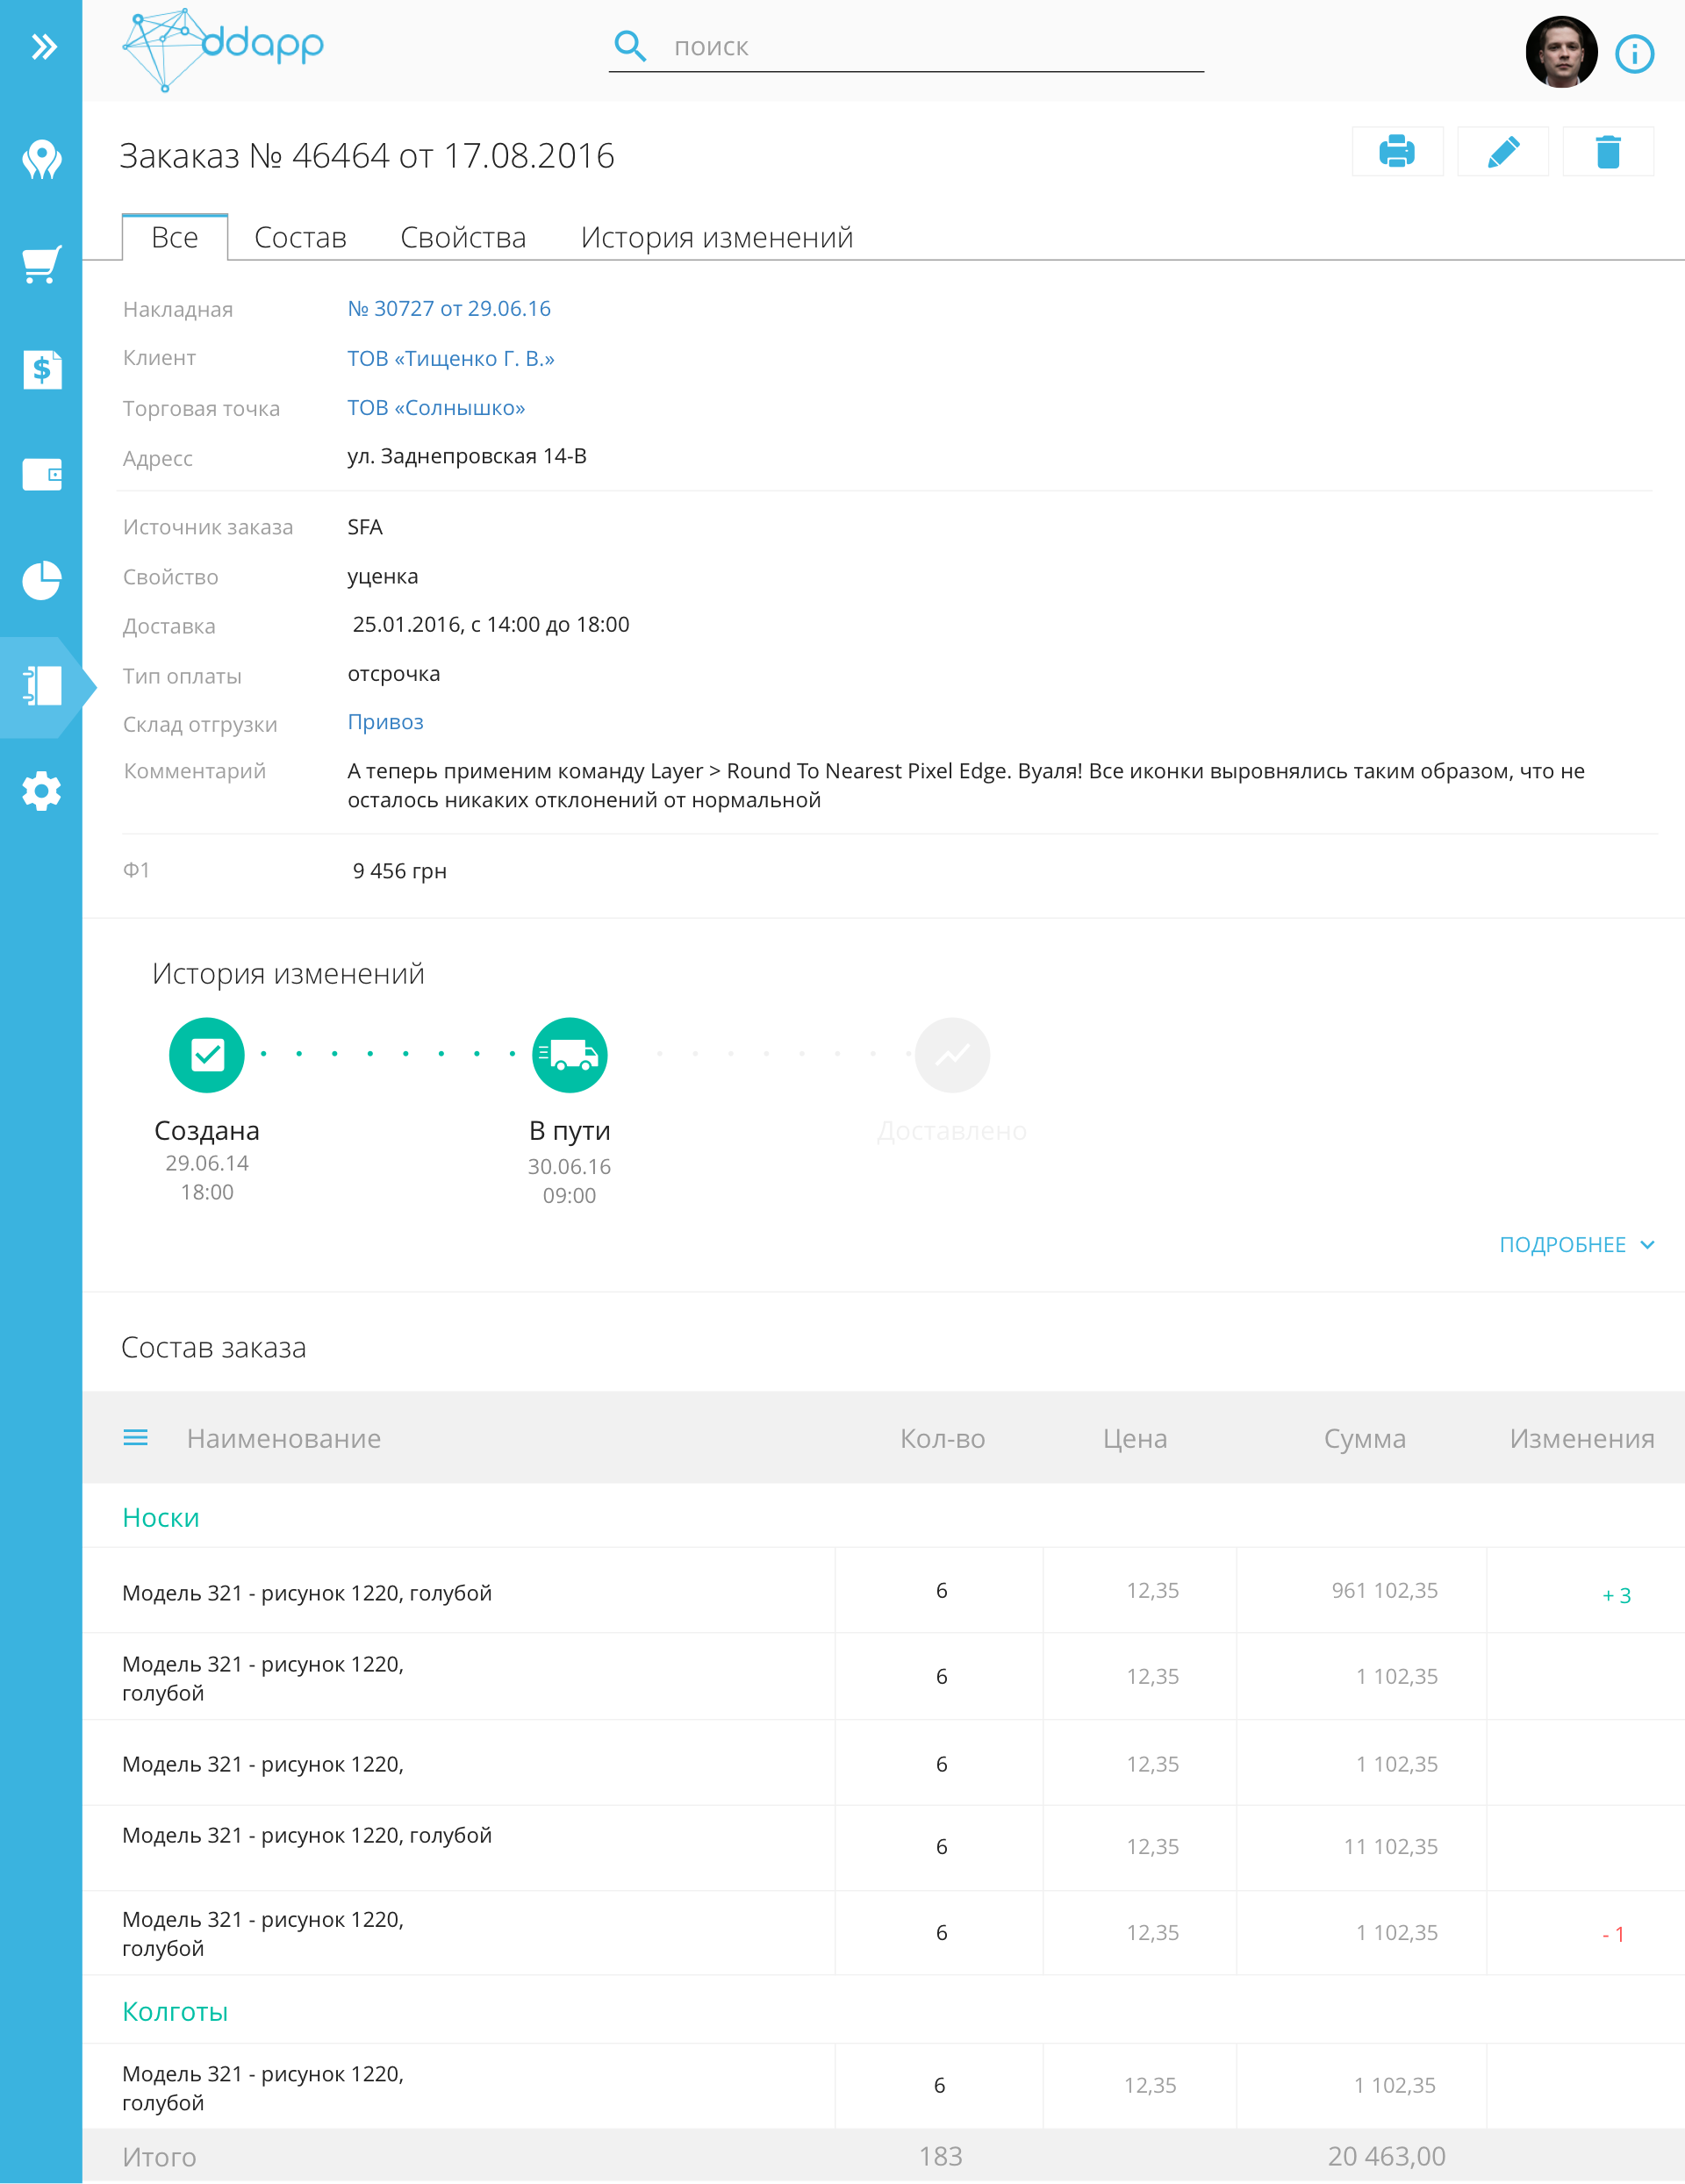 ddapp
поиск
Закаказ № 46464 от 17.08.2016
Все Состав Свойства История изменений
Накладная № 30727 от 29.06.16
Клиент ТОВ «Тищенко Г. В.»
Торговая точка ТОВ «Солнышко»
Адресс ул. Заднепровская 14-В
Источник заказа SFA
Свойство уценка
Доставка 25.01.2016, с 14:00 до 18:00
Тип оплаты отсрочка
Склад отгрузки Привоз
Комментарий А теперь применим команду Layer > Round To Nearest Pixel Edge. Вуаля! Все иконки выровнялись таким образом, что не
осталось никаких отклонений от нормальной
Ф1 9 456 грн
История изменений
Создана В пути Доставлено
29.06.14 30.06.16
18:00 09:00
ПОДРОБНЕЕ
Состав заказа
Наименование Кол-во Цена Сумма Изменения
Носки
Модель 321 - рисунок 1220, голубой 6 12,35 961 102,35 + 3
Модель 321 - рисунок 1220,
голубой 6 12,35 1 102,35
Модель 321 - рисунок 1220, 6 12,35 1 102,35
Модель 321 - рисунок 1220, голубой 6 12,35 11 102,35
Модель 321 - рисунок 1220,
голубой 6 12,35 1 102,35 - 1
Колготы
Модель 321 - рисунок 1220,
голубой 6 12,35 1 102,35
Итого 183 20 463,00